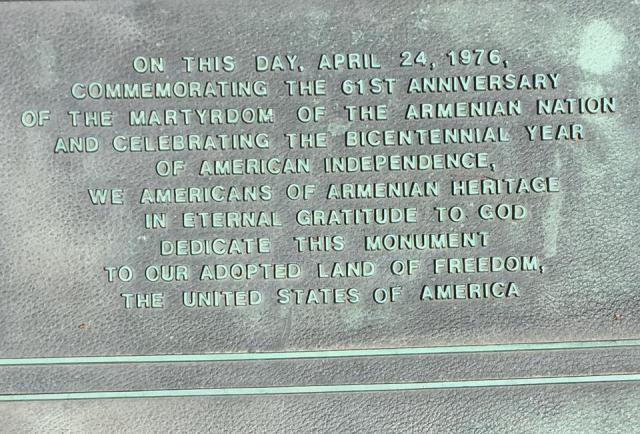 ON THIS DAY, APRIL 24, 1976,
COMMEMORATING THE 61ST ANNIVERSARY
OF THE MARTYRDOM OF THE ARMENIAN NATION
AND CELEBRATING THE BICENTENNIAL YEAR
OF AMERICAN INDEPENDENCE,
WE AMERICANS OF ARMENIAN HERITAGE
IN ETERNAL GRATITUDE TO GOD
DEDICATE THIS MONUMENT
TO OUR ADOPTED LAND OF FREEDOM,
THE UNITED STATES OF AMERICA